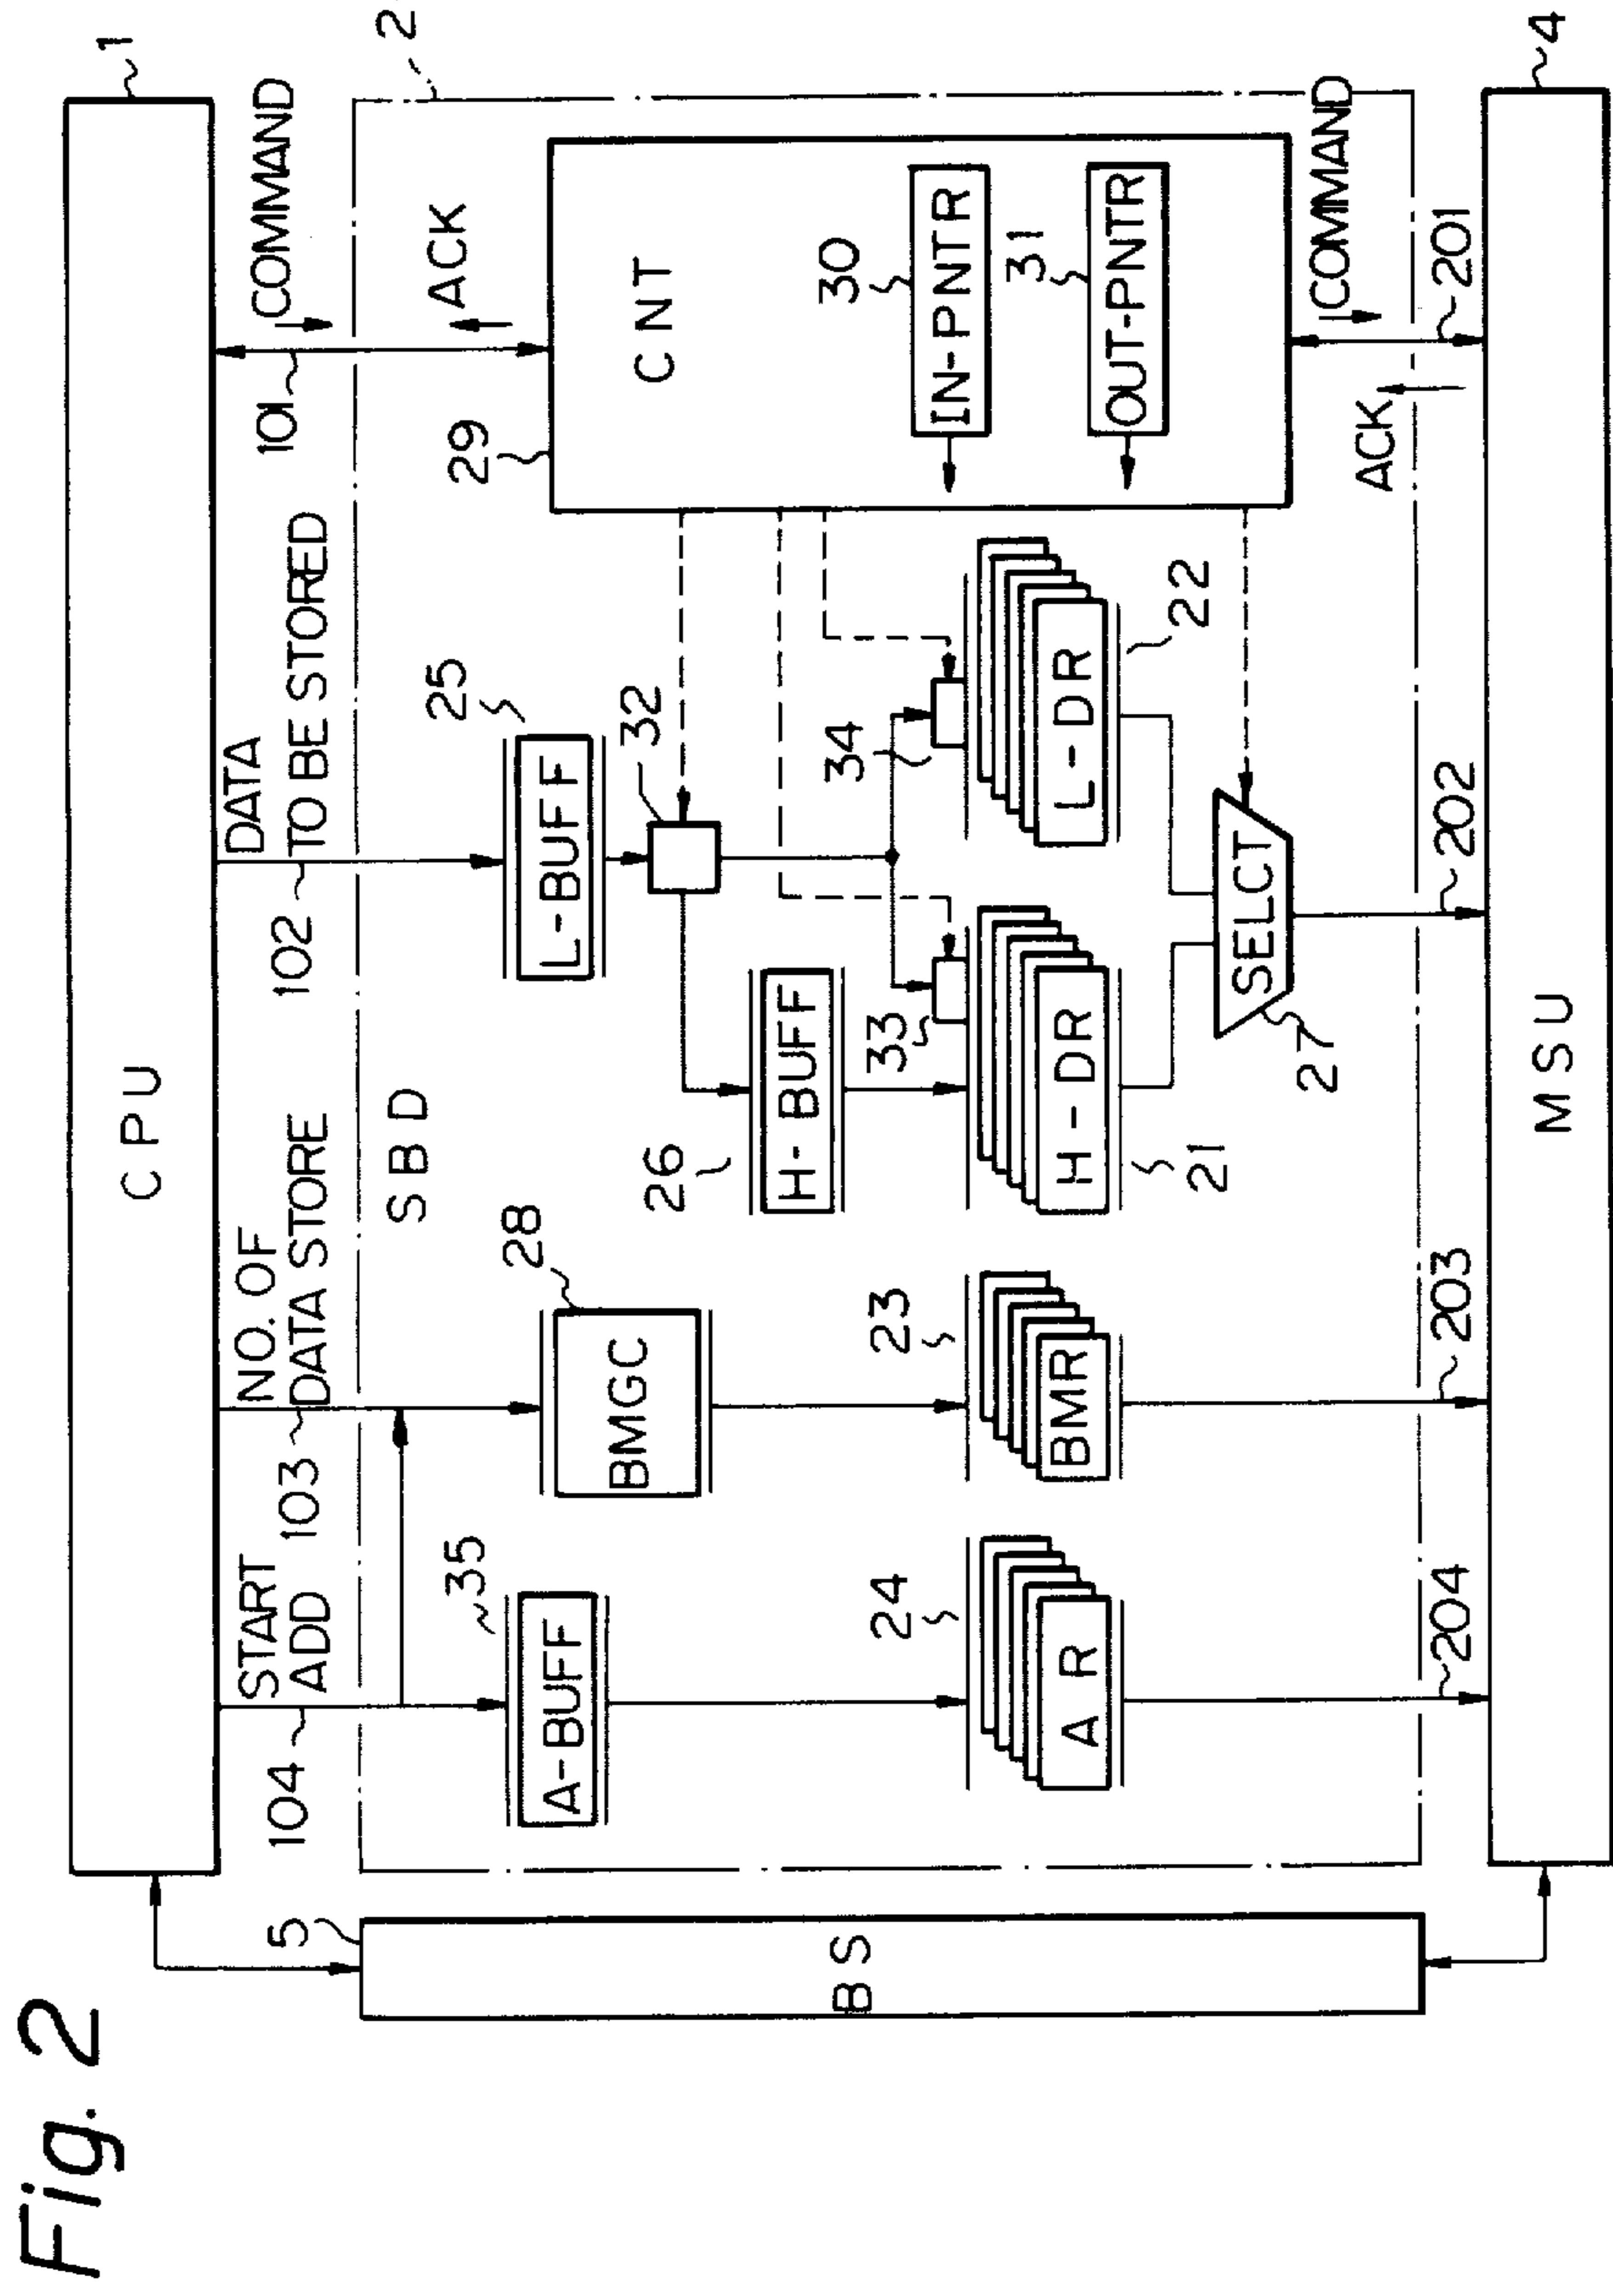 Fig. 2
CPU
1
START
ADD
104
NO. OF
DATA STORE
103
DATA
TO BE STORED
102
COMMAND
101
ACK
2
SBD
5
BS
A-BUFF
35
BMGC
28
L-BUFF
25
32
29
CNT
H-BUFF
26
33
34
30
IN-PNTR
31
OUT-PNTR
AR
24
BMR
23
H-DR
21
L-DR
22
SELCT
27
COMMAND
ACK
204
203
202
201
MSU
4